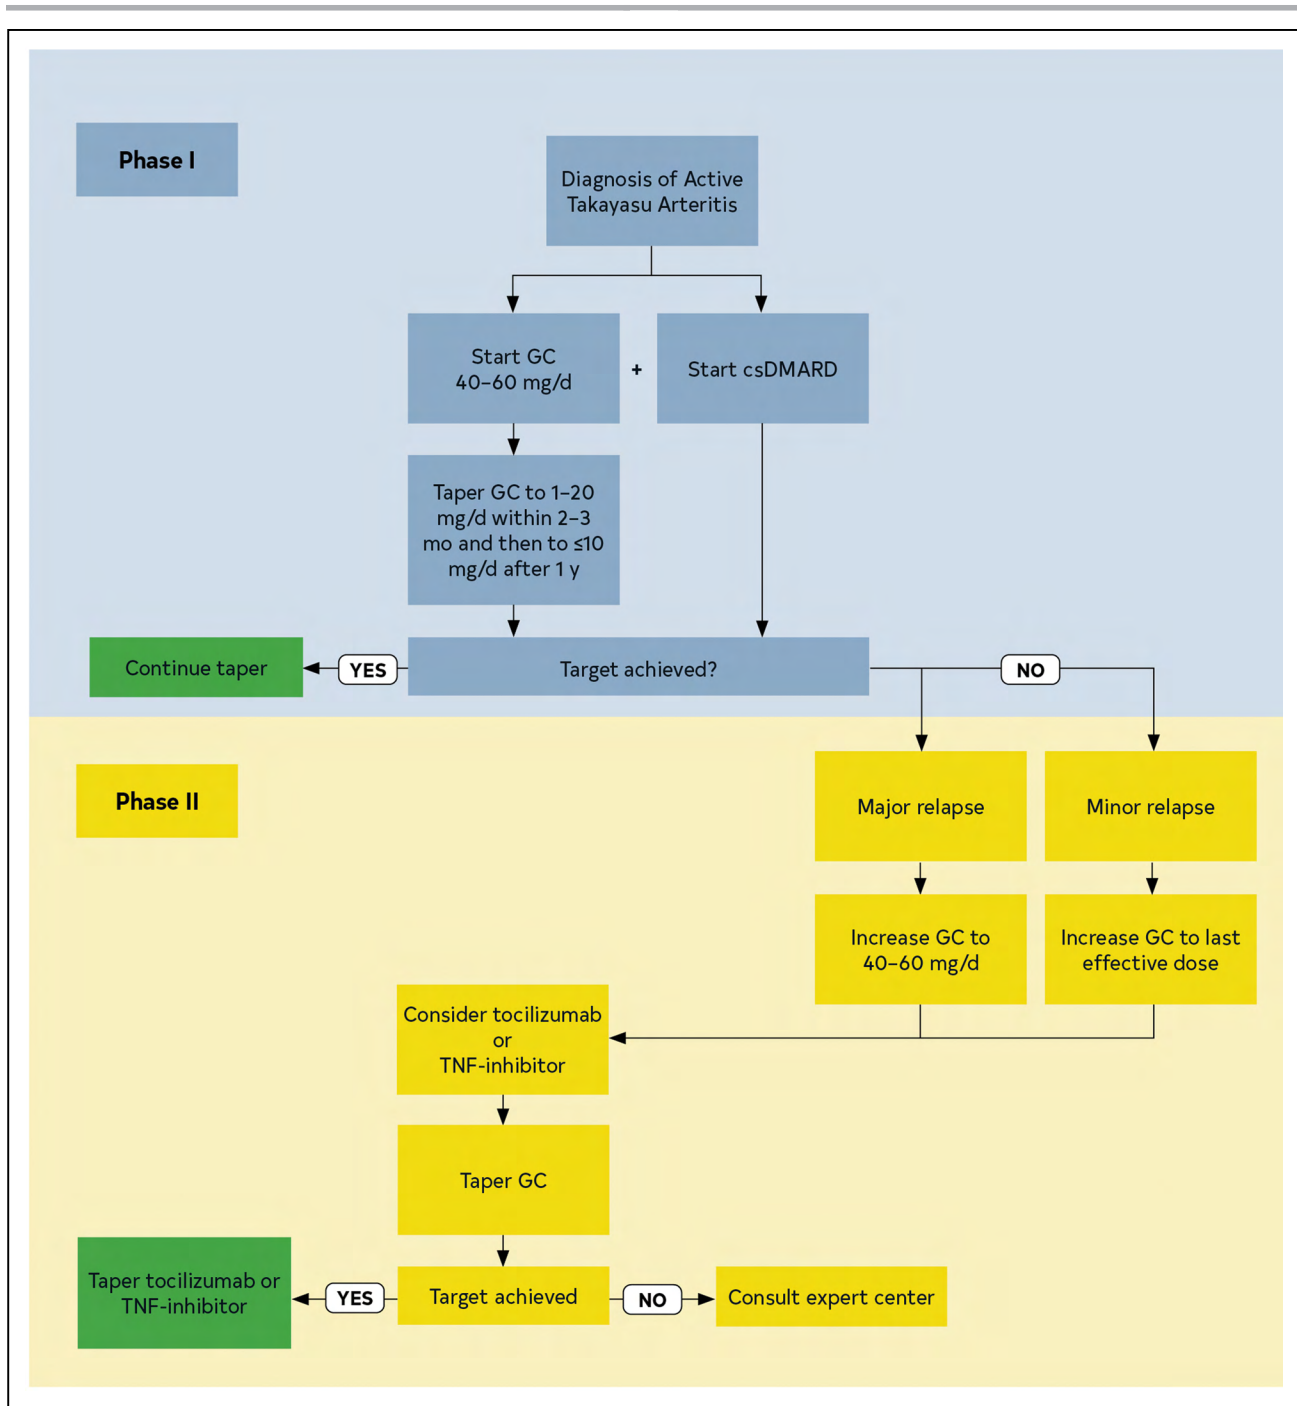 Phase I
Diagnosis of Active
Takayasu Arteritis
Start GC
40–60 mg/d
+
Start csDMARD
Taper GC to 1–20
mg/d within 2–3
mo and then to ≤10
mg/d after 1 y
Continue taper
YES
Target achieved?
NO
Phase II
Major relapse
Minor relapse
Increase GC to
40–60 mg/d
Increase GC to last
effective dose
Consider tocilizumab
or
TNF-inhibitor
Taper GC
Taper tocilizumab or
TNF-inhibitor
YES
Target achieved
NO
Consult expert center